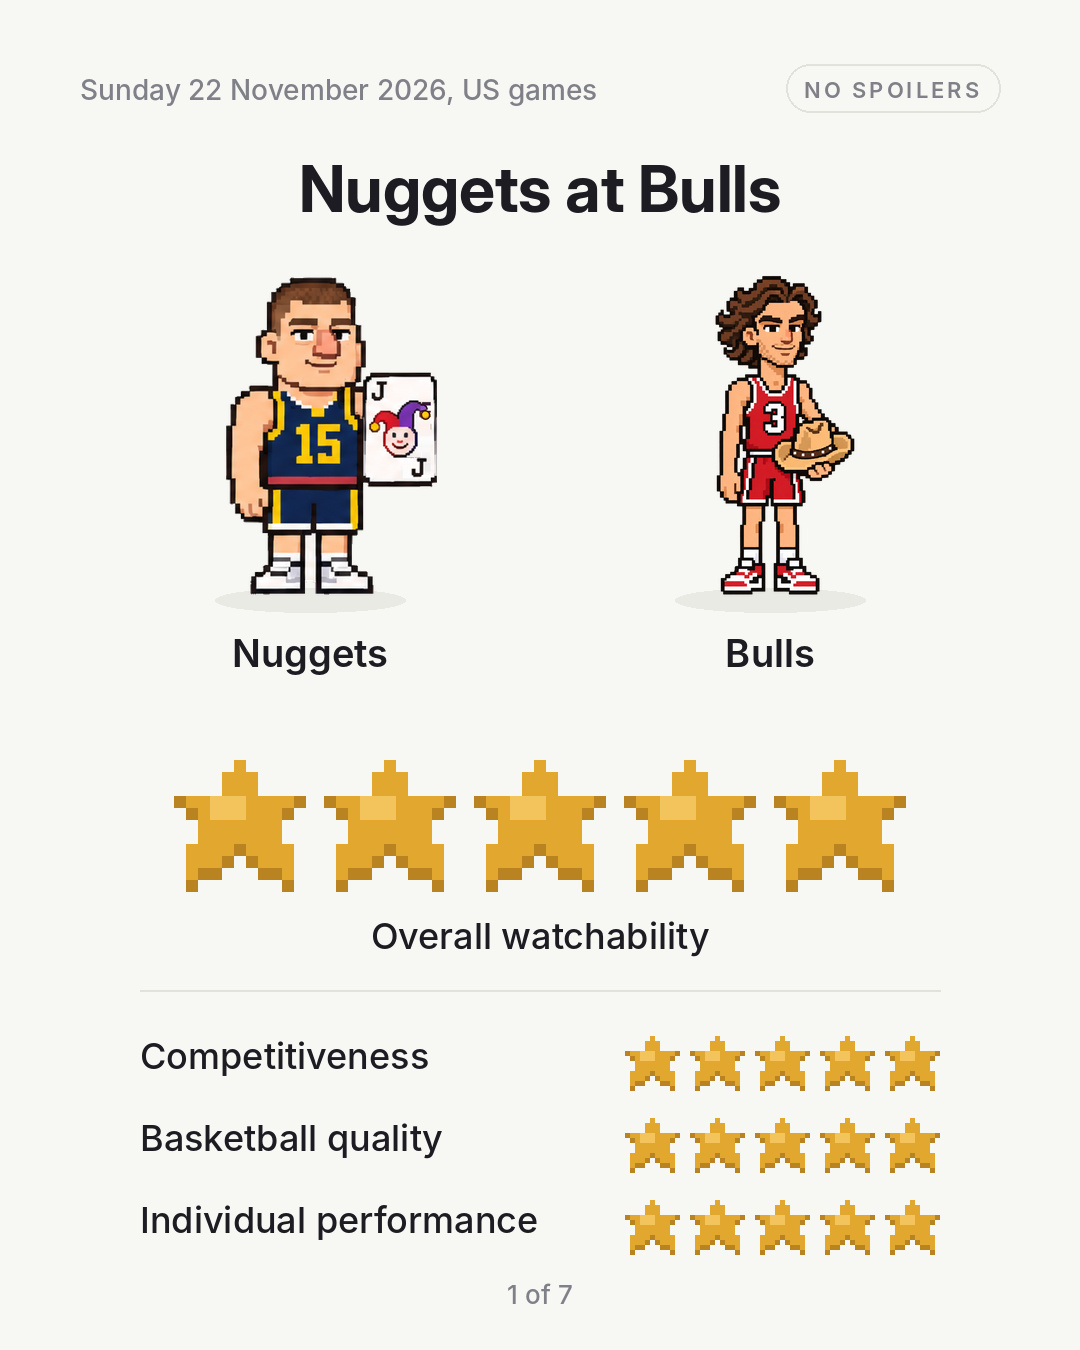 Sunday 22 November 2026, US games
NO SPOILERS
Nuggets at Bulls
J
15
J
3
Nuggets
Bulls
Overall watchability
Competitiveness
Basketball quality
Individual performance
1 of 7